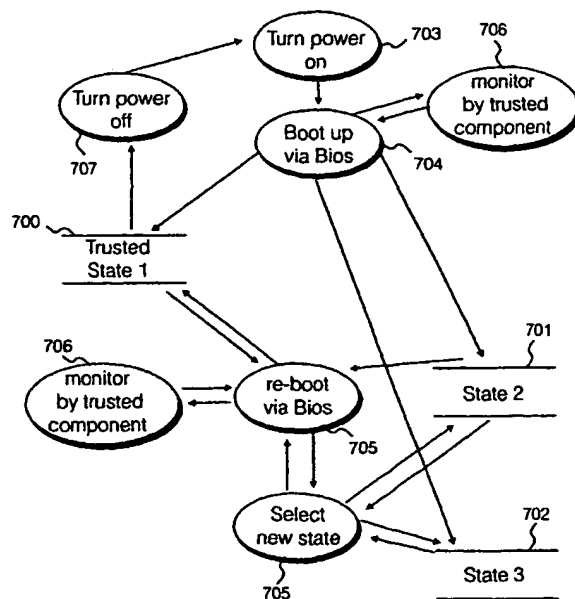 Turn power
on
703
706
monitor
by trusted
component
Turn power
off
707
Boot up
via Bios
704
700
Trusted
State 1
706
monitor
by trusted
component
re-boot
via Bios
705
701
State 2
Select
new state
705
702
State 3